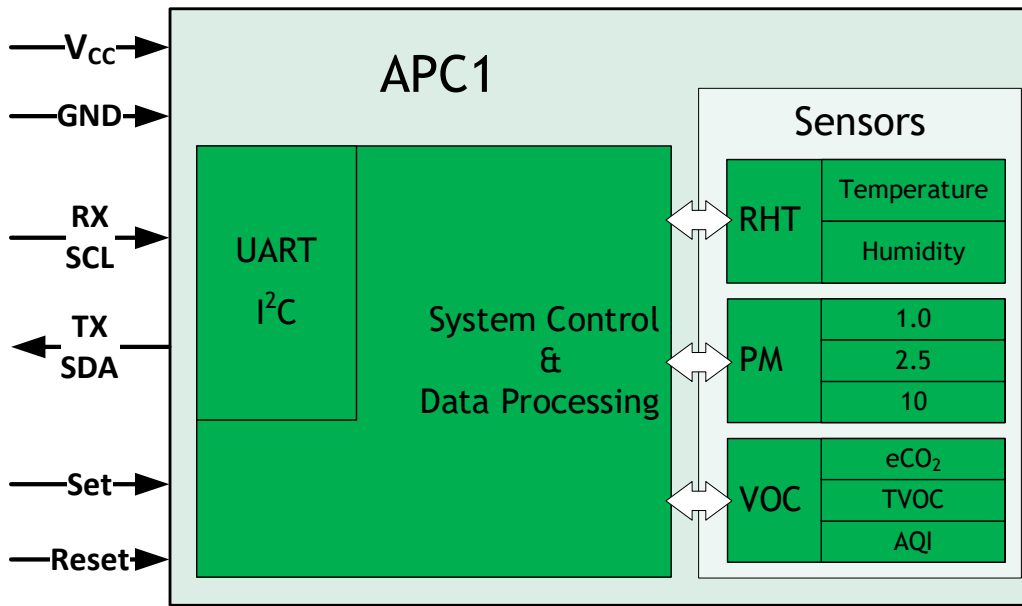 V_CC
GND
RX
SCL
TX
SDA
Set
Reset
APC1
UART
I²C
System Control
&
Data Processing
Sensors
RHT
Temperature
Humidity
PM
1.0
2.5
10
VOC
eCO₂
TVOC
AQI